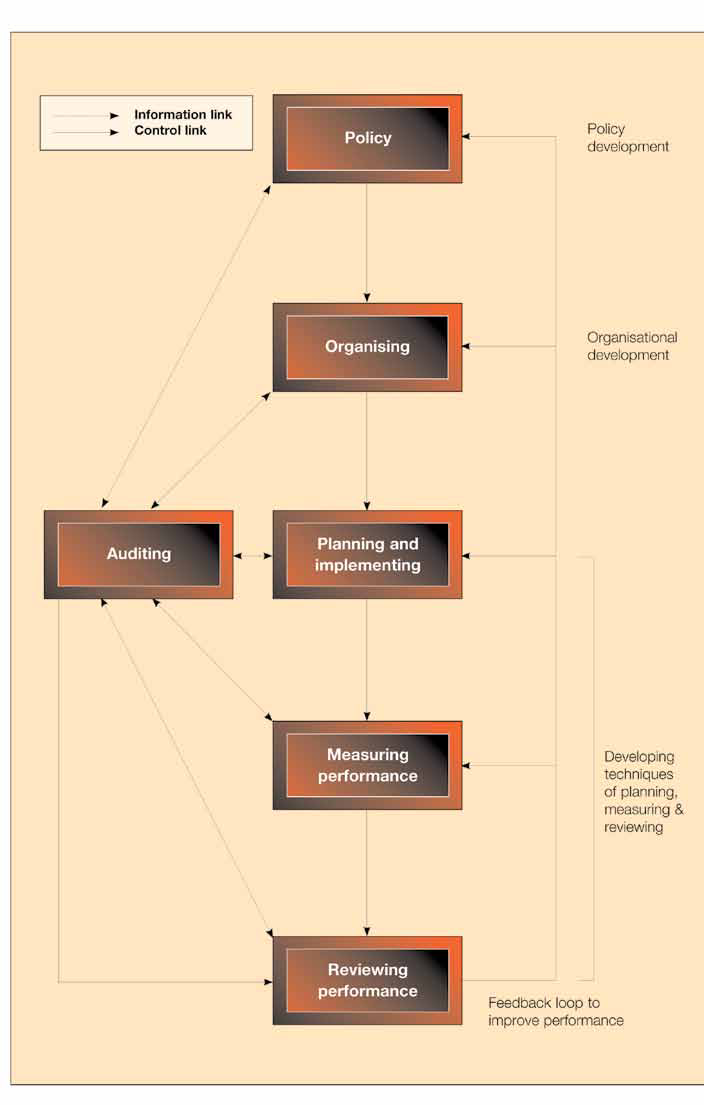 Information link
Control link
Policy
Policy
development
Organising
Organisational
development
Auditing
Planning and
implementing
Measuring
performance
Developing
techniques
of planning,
measuring &
reviewing
Reviewing
performance
Feedback loop to
improve performance